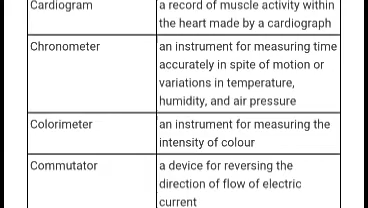 Cardiogram
a record of muscle activity within
the heart made by a cardiograph
Chronometer
an instrument for measuring time
accurately in spite of motion or
variations in temperature,
humidity, and air pressure
Colorimeter
an instrument for measuring the
intensity of colour
Commutator
a device for reversing the
direction of flow of electric
current